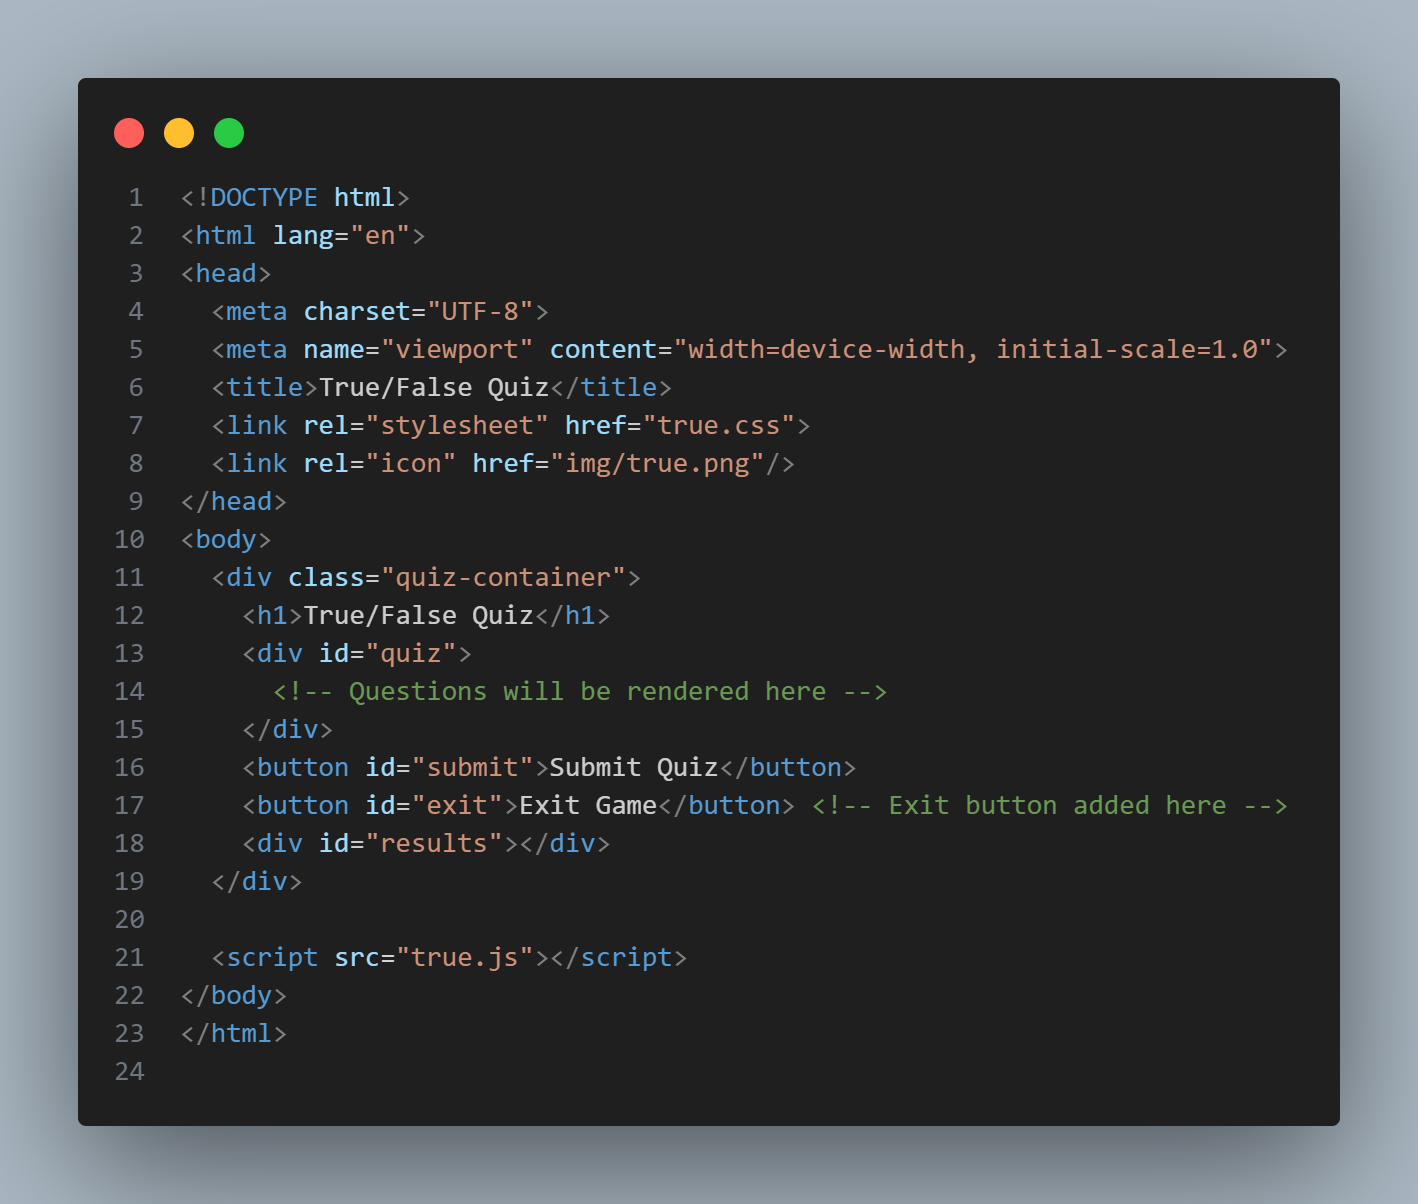 1 <!DOCTYPE html>
2 <html lang="en">
3 <head>
4   <meta charset="UTF-8">
5   <meta name="viewport" content="width=device-width, initial-scale=1.0">
6   <title>True/False Quiz</title>
7   <link rel="stylesheet" href="true.css">
8   <link rel="icon" href="img/true.png"/>
9 </head>
10 <body>
11   <div class="quiz-container">
12     <h1>True/False Quiz</h1>
13     <div id="quiz">
14       <!-- Questions will be rendered here -->
15     </div>
16     <button id="submit">Submit Quiz</button>
17     <button id="exit">Exit Game</button> <!-- Exit button added here -->
18     <div id="results"></div>
19   </div>
20
21   <script src="true.js"></script>
22 </body>
23 </html>
24